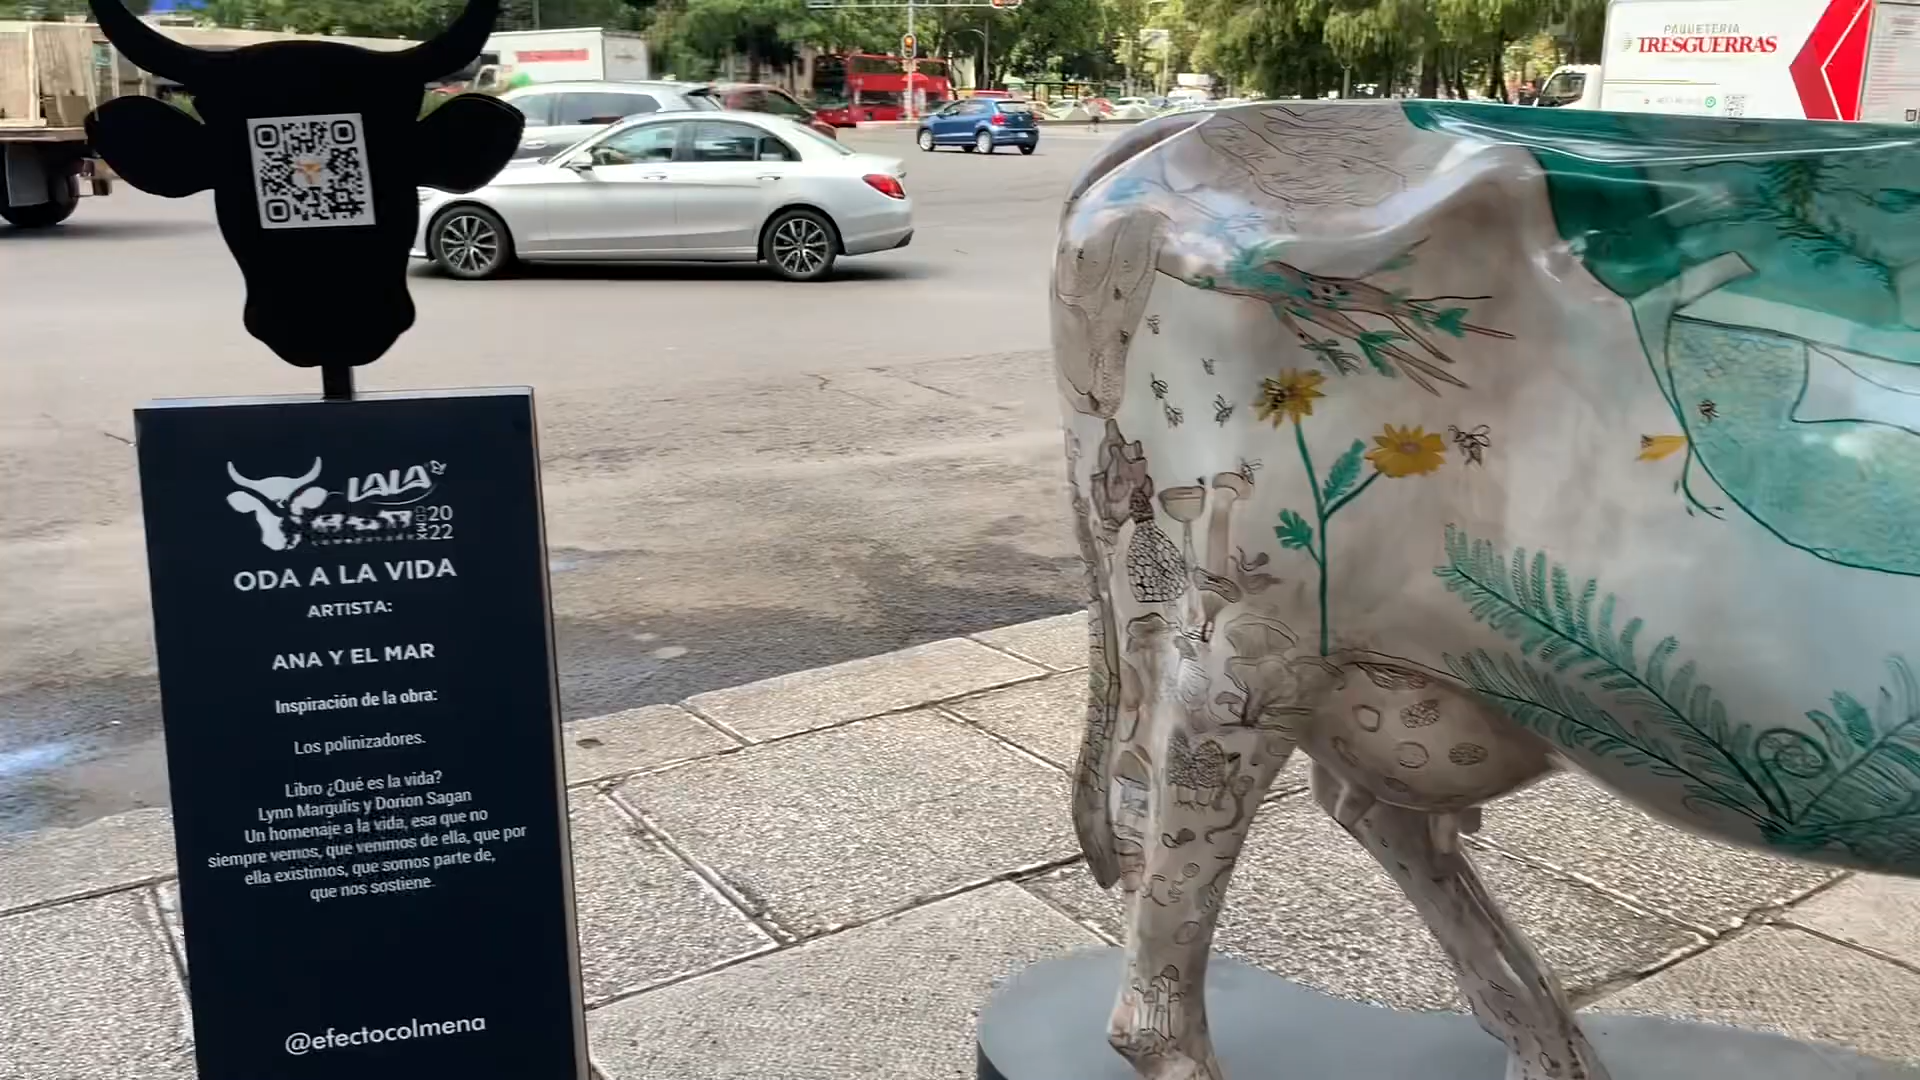 PAQUETERIA
TRESGUERRAS
LALA
20
22
ODA A LA VIDA
ARTISTA:
ANA Y EL MAR
Inspiración de la obra:
Los polinizadores.
Libro ¿Qué es la vida?
Lynn Margulis y Dorion Sagan
Un homenaje a la vida, esa que no
siempre vemos, que venimos de ella, que por
ella existimos, que somos parte de,
que nos sostiene.
@efectocolmena